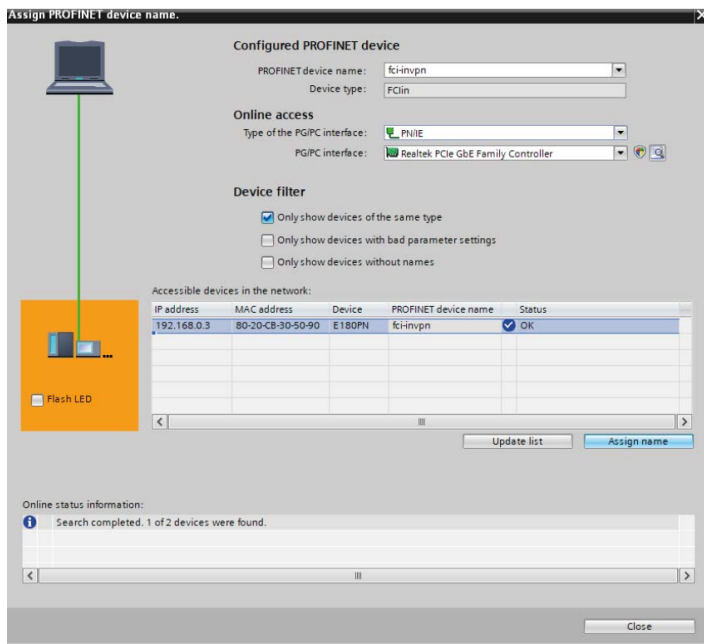 Assign PROFINET device name.
Configured PROFINET device
PROFINET device name: fci-invpn
Device type: FCIin
Online access
Type of the PG/PC interface: PN/IE
PG/PC interface: Realtek PCIe GbE Family Controller
Device filter
Only show devices of the same type
Only show devices with bad parameter settings
Only show devices without names
Accessible devices in the network:
IP address MAC address Device PROFINET device name Status
192.168.0.3 80-20-CB-30-50-90 E180PN fci-invpn OK
Flash LED
Update list Assign name
Online status information:
Search completed. 1 of 2 devices were found.
Close